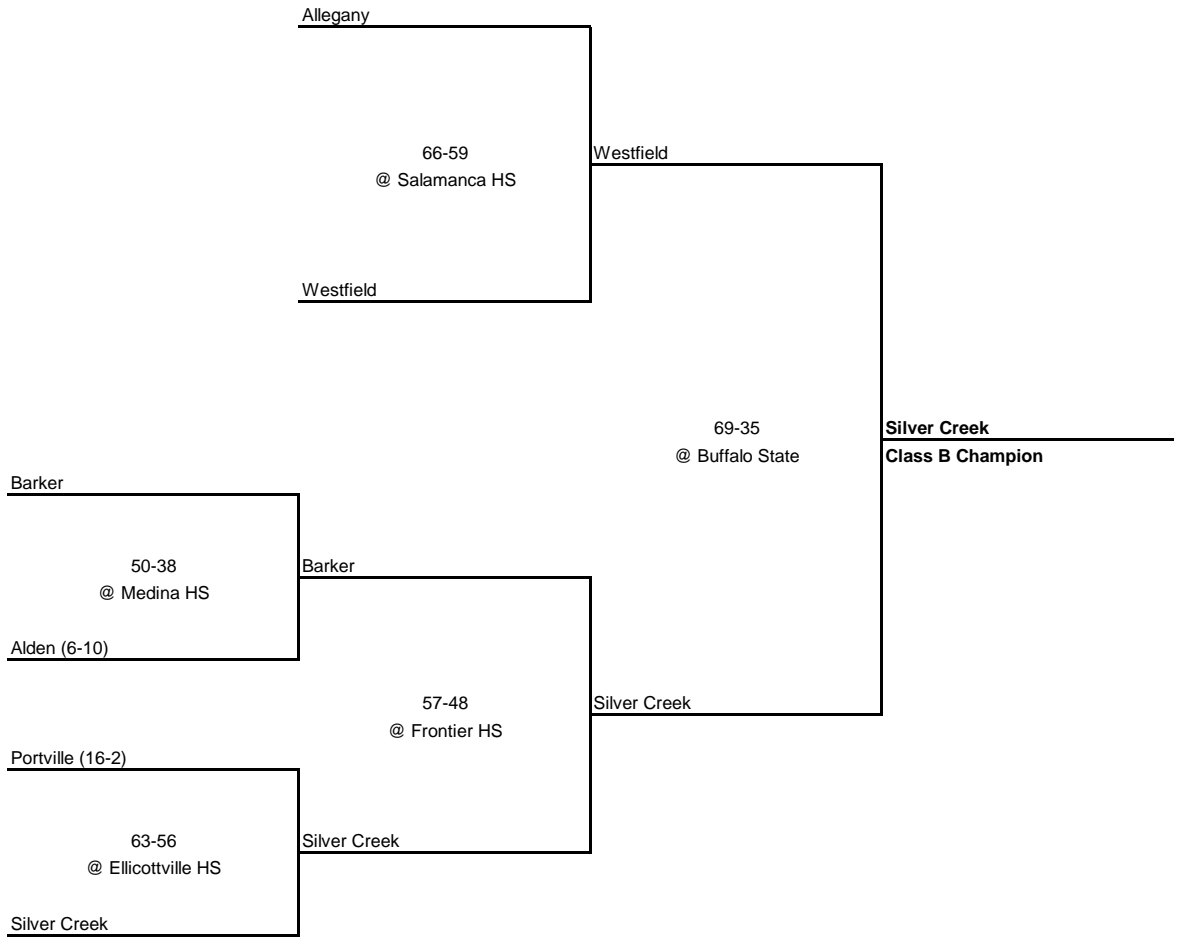 Allegany
66-59
@ Salamanca HS
Westfield
Westfield
69-35
@ Buffalo State
Silver Creek
Class B Champion
Barker
50-38
@ Medina HS
Barker
Alden (6-10)
57-48
@ Frontier HS
Silver Creek
Portville (16-2)
63-56
@ Ellicottville HS
Silver Creek
Silver Creek